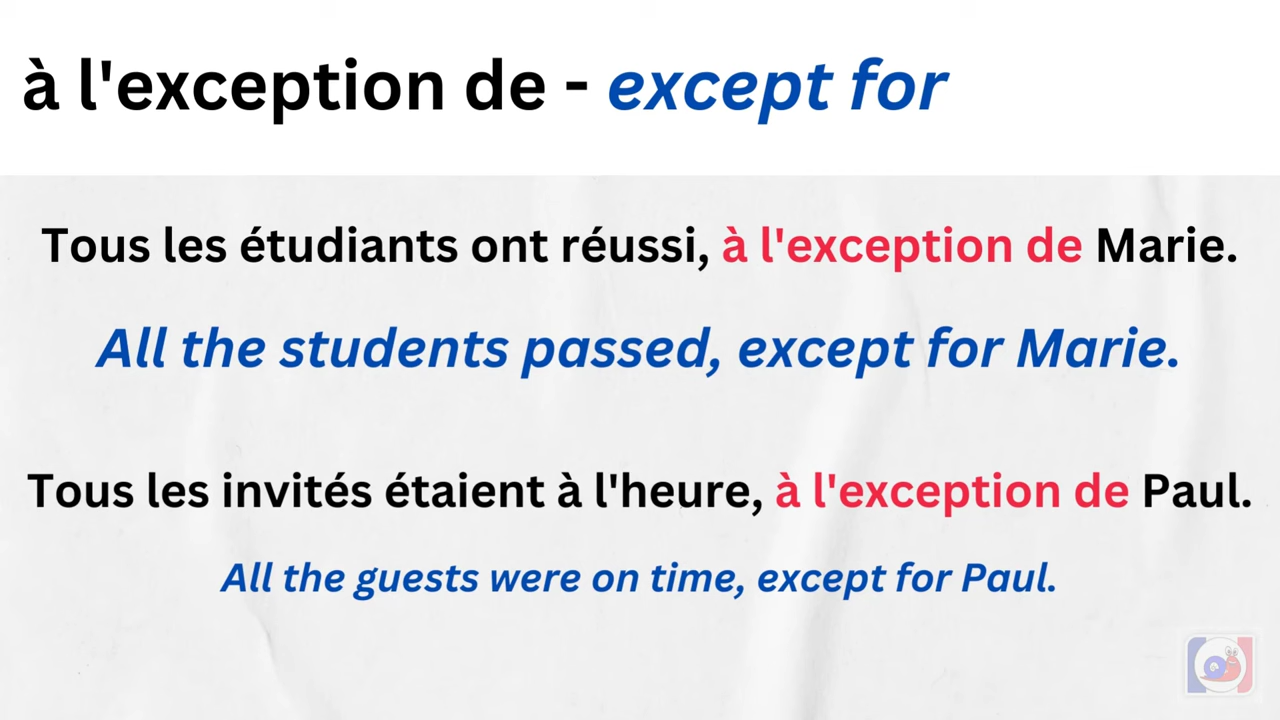 à l'exception de - except for
Tous les étudiants ont réussi, à l'exception de Marie.
All the students passed, except for Marie.
Tous les invités étaient à l'heure, à l'exception de Paul.
All the guests were on time, except for Paul.